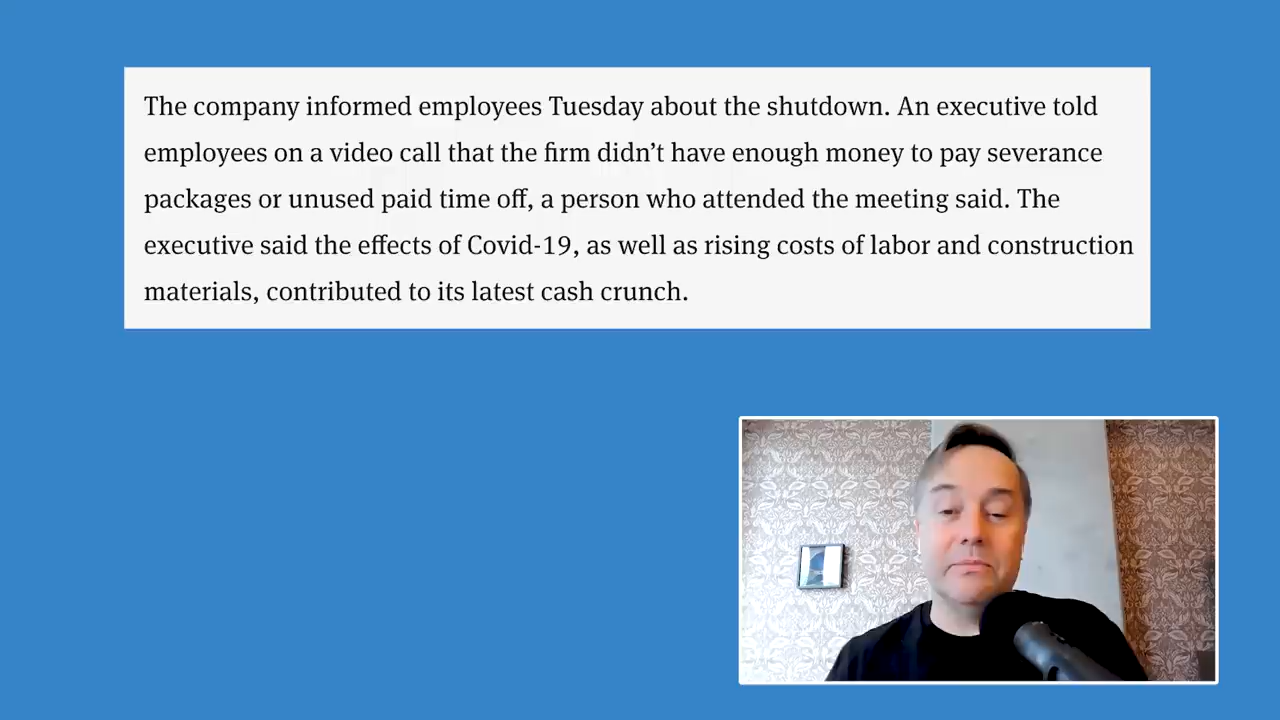 The company informed employees Tuesday about the shutdown. An executive told
employees on a video call that the firm didn’t have enough money to pay severance
packages or unused paid time off, a person who attended the meeting said. The
executive said the effects of Covid-19, as well as rising costs of labor and construction
materials, contributed to its latest cash crunch.